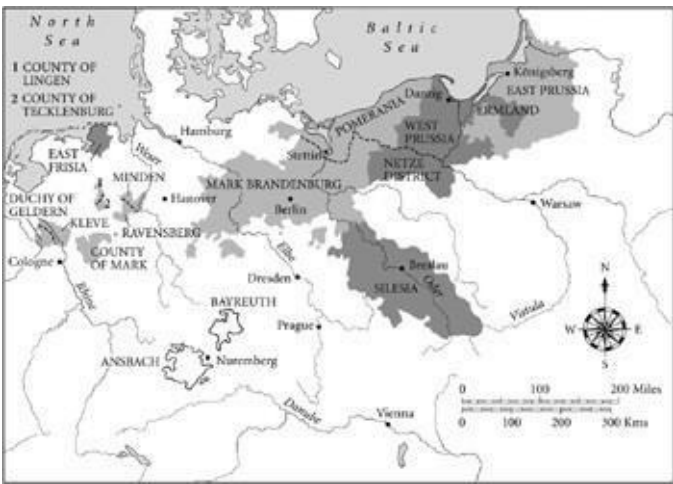 North
Sea
Baltic
Sea
1 COUNTY OF
LINGEN
2 COUNTY OF
TECKLENBURG
Königsberg
EAST PRUSSIA
Danzig
ERMLAND
POMERANIA
WEST
PRUSSIA
Hamburg
Stettin
NETZE
DISTRICT
EAST
FRISIA
Weser
MINDEN
1
2
Hanover
MARK BRANDENBURG
Berlin
Warsaw
DUCHY OF
GELDERN
KLEVE
RAVENSBERG
COUNTY
OF MARK
Cologne
Rhine
Elbe
Dresden
Breslau
Oder
SILESIA
Vistula
BAYREUTH
Prague
ANSBACH
Nuremberg
Danube
Vienna
N
W
E
S
0 100 200 Miles
0 100 200 300 Kms